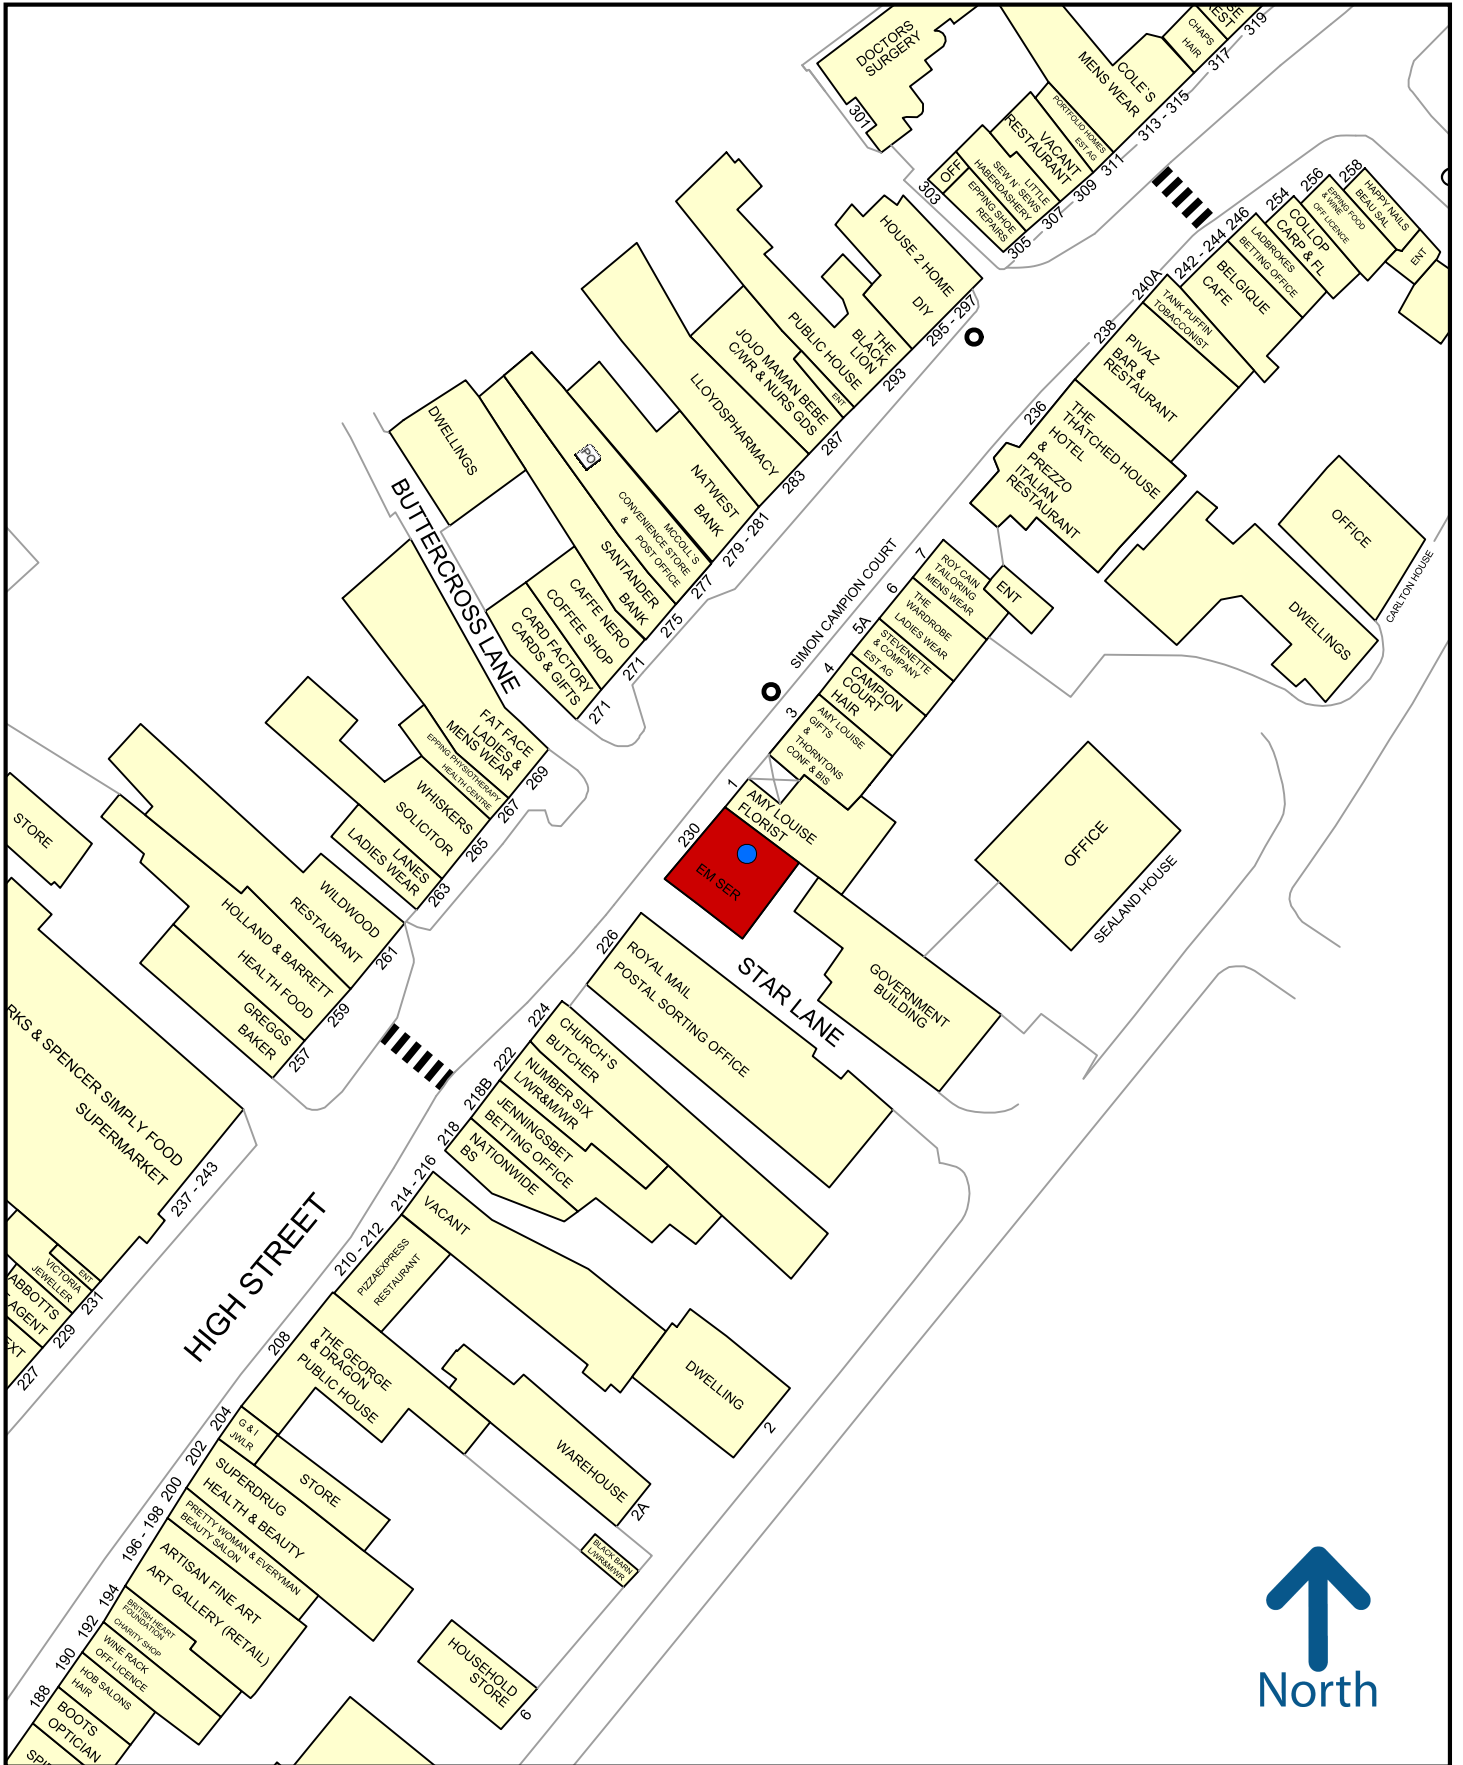 DOCTORS
SURGERY
301
CHAPS
HAIR
317
319
COLE'S
MENS WEAR
313 - 315
PORTFOLIO HOMES
EST AG
311
VACANT
RESTAURANT
309
LITTLE
SEW N' SEWS
HABERDASHERY
307
EPPING SHOE
REPAIRS
305
OFF
303
HOUSE 2 HOME
DIY
295 - 297
THE
BLACK
LION
PUBLIC HOUSE
293
ENT
JOJO MAMAN BEBE
C/WR & NURS GDS
287
LLOYDSPHARMACY
283
NATWEST
BANK
279 - 281
PO
MCCOLL'S
CONVENIENCE STORE
&
POST OFFICE
277
SANTANDER
BANK
275
DWELLINGS
CAFFE NERO
COFFEE SHOP
271
CARD FACTORY
CARDS & GIFTS
271
BUTTERCROSS LANE
FAT FACE
LADIES &
MENS WEAR
269
EPPING PHYSIOTHERAPY
HEALTH CENTRE
267
WHISKERS
SOLICITOR
265
LANES
LADIES WEAR
263
WILDWOOD
RESTAURANT
261
HOLLAND & BARRETT
HEALTH FOOD
259
GREGGS
BAKER
257
STORE
RKS & SPENCER SIMPLY FOOD
SUPERMARKET
237 - 243
ENT
VICTORIA
JEWELLER
231
ABBOTTS
AGENT
229
EXT
227
HIGH STREET
258
HAPPY NAILS
BEAU SAL
ENT
256
EPPING FOOD
& WINE
OFF LICENCE
254
COLLOP
CARP & FL
246
LADBROKES
BETTING OFFICE
242 - 244
BELGIQUE
CAFE
240A
TANK PUFFIN
TOBACCONIST
238
PIVAZ
BAR &
RESTAURANT
236
THE
THATCHED HOUSE
HOTEL
&
PREZZO
ITALIAN
RESTAURANT
OFFICE
CARLTON HOUSE
DWELLINGS
SIMON CAMPION COURT
7
ROY CAIN
TAILORING
MENS WEAR
ENT
6
THE
WARDROBE
LADIES WEAR
5A
STEVENETTE
& COMPANY
EST AG
4
CAMPION
COURT
HAIR
3
AMY LOUISE
GIFTS
&
THORNTONS
CONF & BIS
1
AMY LOUISE
FLORIST
230
EM SER
OFFICE
SEALAND HOUSE
GOVERNMENT
BUILDING
STAR LANE
226
ROYAL MAIL
POSTAL SORTING OFFICE
224
CHURCH'S
BUTCHER
222
NUMBER SIX
L/WR&M/WR
218B
JENNINGSBET
BETTING OFFICE
218
NATIONWIDE
BS
214 - 216
VACANT
210 - 212
PIZZAEXPRESS
RESTAURANT
208
THE GEORGE
& DRAGON
PUBLIC HOUSE
DWELLING
2
WAREHOUSE
2A
BLACK BARN
L/WR&M/WR
204
G & I
JWLR
STORE
202
SUPERDRUG
HEALTH & BEAUTY
200
PRETTY WOMAN & EVERYMAN
BEAUTY SALON
196 - 198
ARTISAN FINE ART
ART GALLERY (RETAIL)
194
BRITISH HEART
FOUNDATION
CHARITY SHOP
192
WINE RACK
OFF LICENCE
190
HOB SALONS
HAIR
188
BOOTS
OPTICIAN
HOUSEHOLD
STORE
6
North